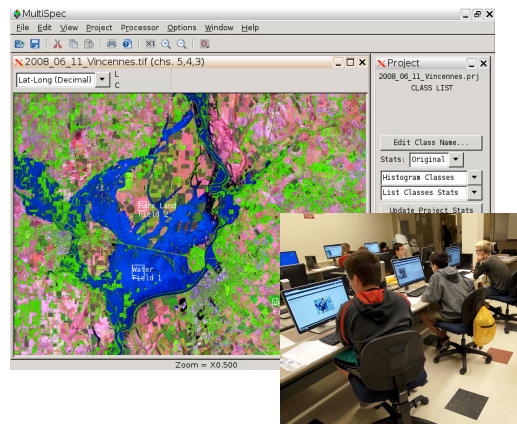 MultiSpec
File Edit View Project Processor Options Window Help
X1
2008_06_11_Vincennes.tif (chs. 5,4,3)
Lat-Long (Decimal)
L
C
Bare Land
Field 2
Water
Field 1
Zoom = X0.500
Project
2008_06_11_Vincennes.prj
CLASS LIST
Edit Class Name...
Stats: Original
Histogram Classes
List Classes Stats
Update Project Stats